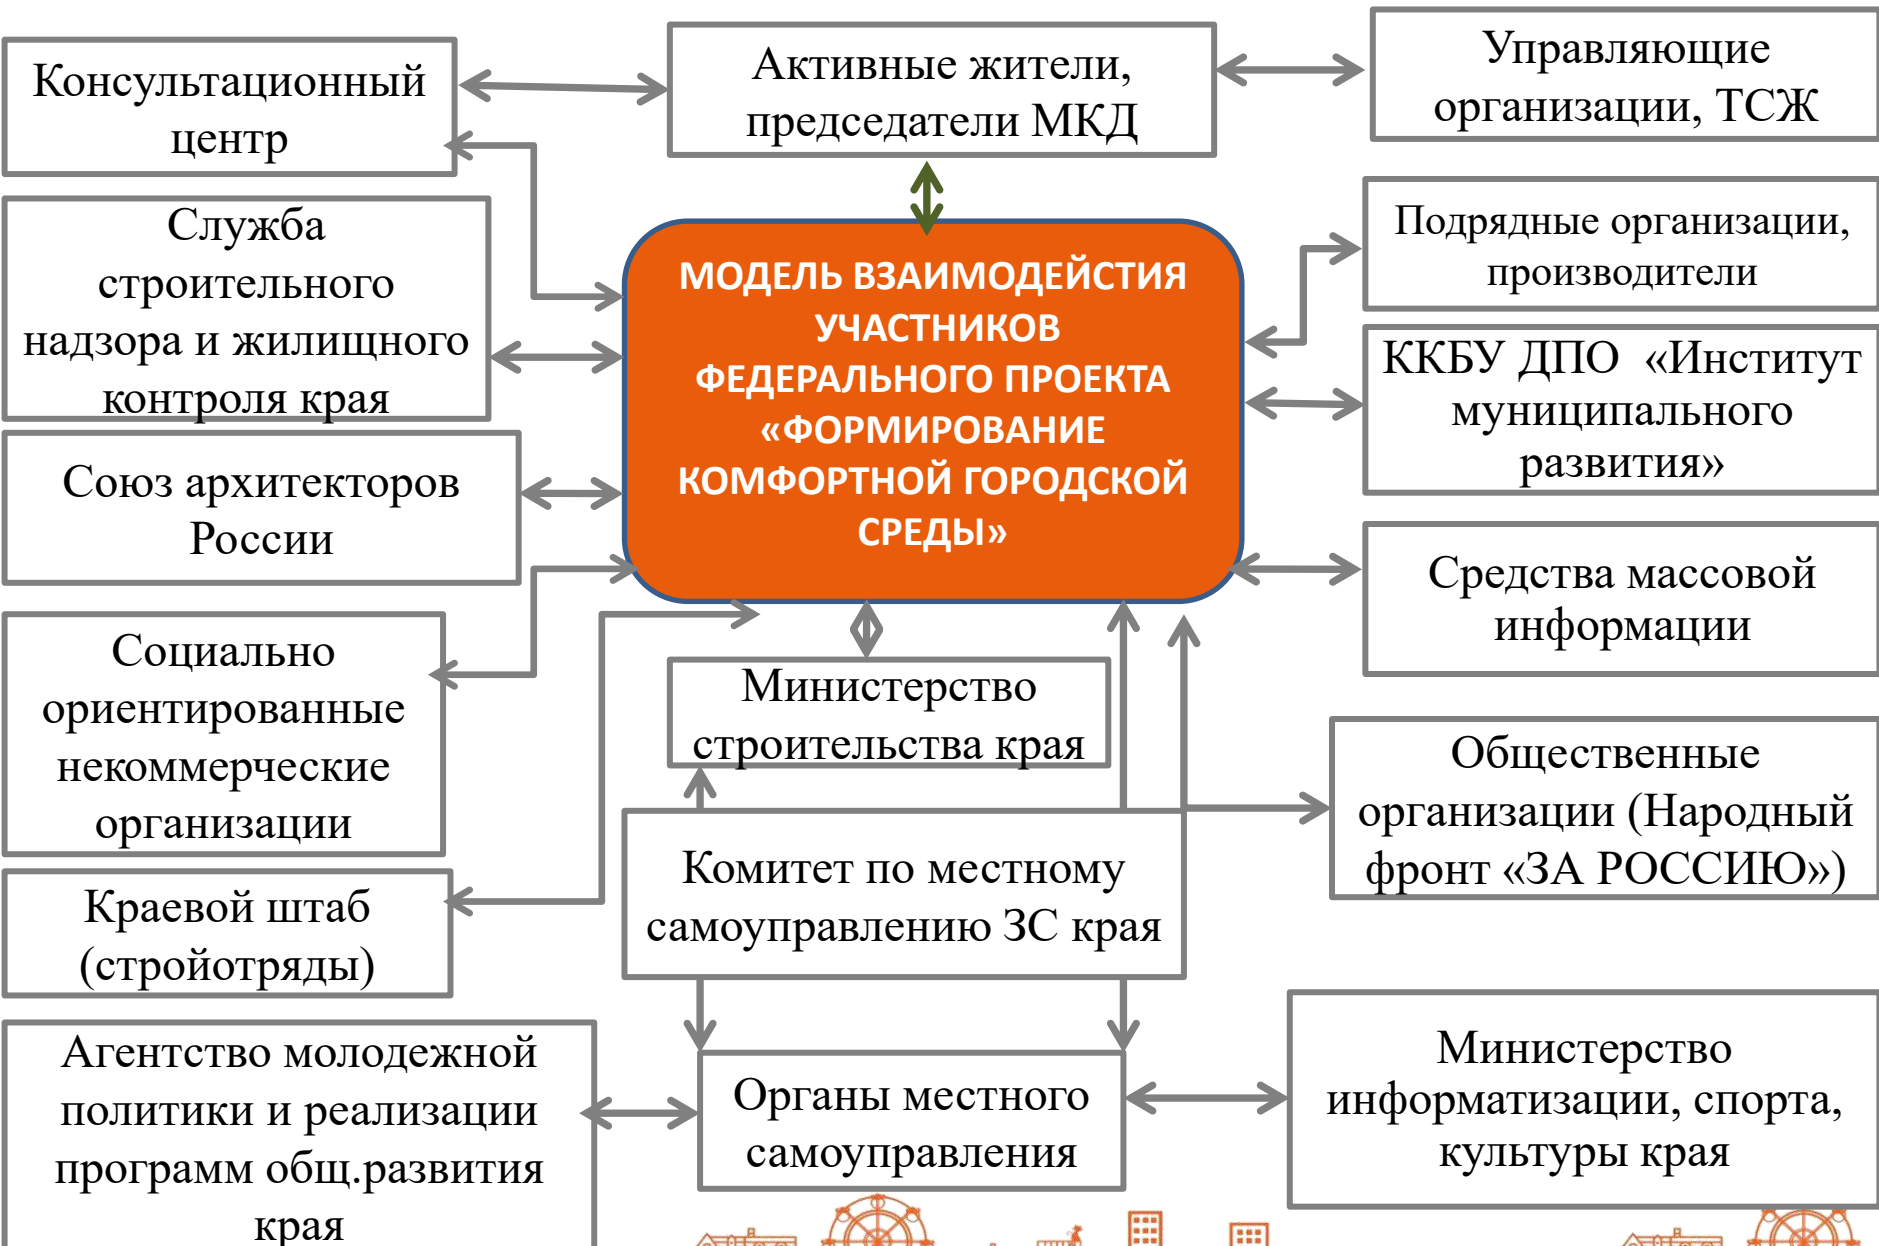 Консультационный
центр
Активные жители,
председатели МКД
Управляющие
организации, ТСЖ
Служба
строительного
надзора и жилищного
контроля края
МОДЕЛЬ ВЗАИМОДЕЙСТИЯ
УЧАСТНИКОВ
ФЕДЕРАЛЬНОГО ПРОЕКТА
«ФОРМИРОВАНИЕ
КОМФОРТНОЙ ГОРОДСКОЙ
СРЕДЫ»
Подрядные организации,
производители
ККБУ ДПО «Институт
муниципального
развития»
Союз архитекторов
России
Средства массовой
информации
Социально
ориентированные
некоммерческие
организации
Министерство
строительства края
Общественные
организации (Народный
фронт «ЗА РОССИЮ»)
Краевой штаб
(стройотряды)
Комитет по местному
самоуправлению ЗС края
Агентство молодежной
политики и реализации
программ общ.развития
края
Органы местного
самоуправления
Министерство
информатизации, спорта,
культуры края